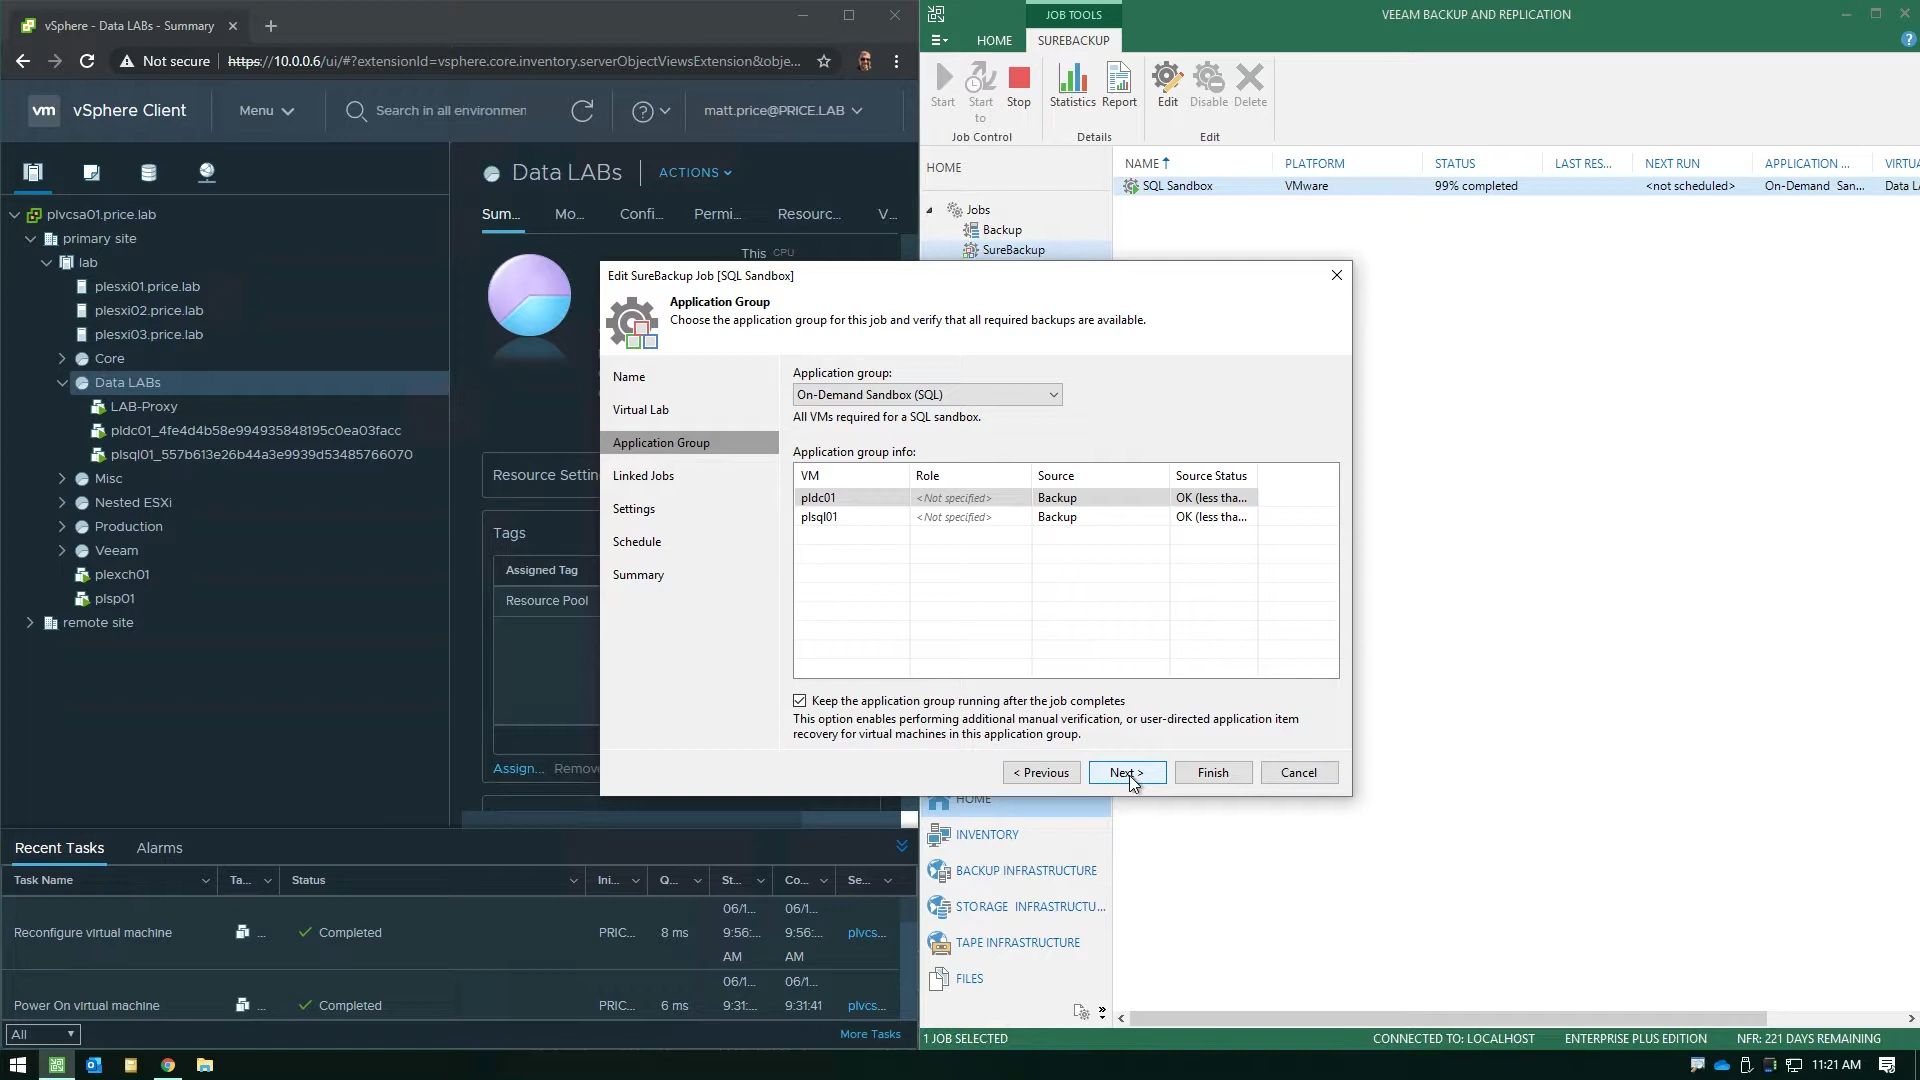 vSphere - Data LABs - Summary
Not secure
https://10.0.0.6/ui/#?extensionId=vsphere.core.inventory.serverObjectViewsExtension&obje...
vm vSphere Client
Menu
Search in all environmen
matt.price@PRICE.LAB
plvcsa01.price.lab
primary site
lab
plesxi01.price.lab
plesxi02.price.lab
plesxi03.price.lab
Core
Data LABs
LAB-Proxy
pldc01_4fe4d4b58e994935848195c0ea03facc
plsql01_557b613e26b44a3e9939d53485766070
Misc
Nested ESXi
Production
Veeam
plexch01
plsp01
remote site
Data LABs
ACTIONS
Sum...
Mo...
Confi...
Permi...
Resourc...
V...
This CPU
Resource Settin
Tags
Assigned Tag
Resource Pool
Assign...
Remov
Recent Tasks
Alarms
Task Name
Ta...
Status
Ini...
Q...
St...
Co...
Se...
Reconfigure virtual machine
...
Completed
PRIC...
8 ms
06/1...
9:56:...
AM
06/1...
9:56:...
AM
plvcs...
Power On virtual machine
...
Completed
PRIC...
6 ms
06/1...
9:31:...
06/1...
9:31:41
plvcs...
All
More Tasks
JOB TOOLS
VEEAM BACKUP AND REPLICATION
HOME
SUREBACKUP
Start
Start
to
Stop
Statistics
Report
Edit
Disable
Delete
Job Control
Details
Edit
HOME
Jobs
Backup
SureBackup
NAME
PLATFORM
STATUS
LAST RES...
NEXT RUN
APPLICATION ...
VIRTUA
SQL Sandbox
VMware
99% completed
<not scheduled>
On-Demand San...
Data L
Edit SureBackup Job [SQL Sandbox]
Application Group
Choose the application group for this job and verify that all required backups are available.
Name
Virtual Lab
Application Group
Linked Jobs
Settings
Schedule
Summary
Application group:
On-Demand Sandbox (SQL)
All VMs required for a SQL sandbox.
Application group info:
VM
Role
Source
Source Status
pldc01
<Not specified>
Backup
OK (less tha...
plsql01
<Not specified>
Backup
OK (less tha...
Keep the application group running after the job completes
This option enables performing additional manual verification, or user-directed application item
recovery for virtual machines in this application group.
< Previous
Next >
Finish
Cancel
HOME
INVENTORY
BACKUP INFRASTRUCTURE
STORAGE INFRASTRUCTU...
TAPE INFRASTRUCTURE
FILES
1 JOB SELECTED
CONNECTED TO: LOCALHOST
ENTERPRISE PLUS EDITION
NFR: 221 DAYS REMAINING
11:21 AM